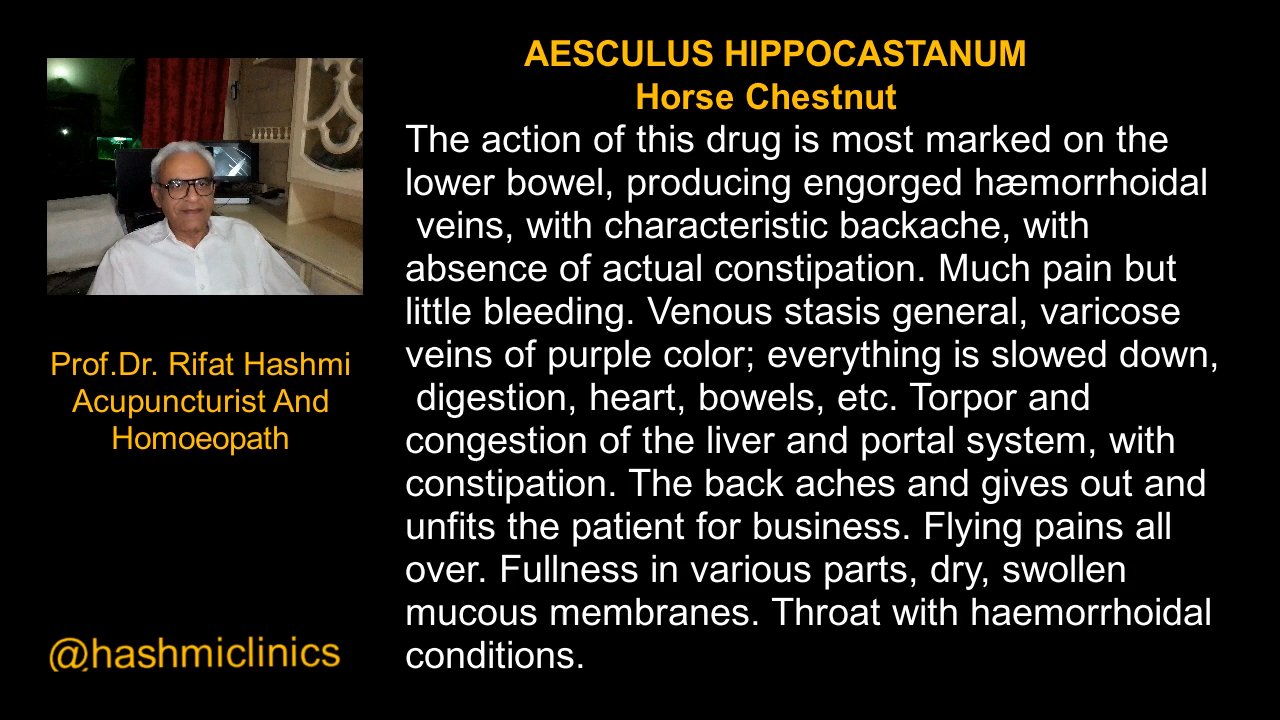 AESCULUS HIPPOCASTANUM
Horse Chestnut
The action of this drug is most marked on the
lower bowel, producing engorged hæmorrhoidal
veins, with characteristic backache, with
absence of actual constipation. Much pain but
little bleeding. Venous stasis general, varicose
veins of purple color; everything is slowed down,
digestion, heart, bowels, etc. Torpor and
congestion of the liver and portal system, with
constipation. The back aches and gives out and
unfits the patient for business. Flying pains all
over. Fullness in various parts, dry, swollen
mucous membranes. Throat with haemorrhoidal
conditions.
Prof.Dr. Rifat Hashmi
Acupuncturist And
Homoeopath
@hashmiclinics